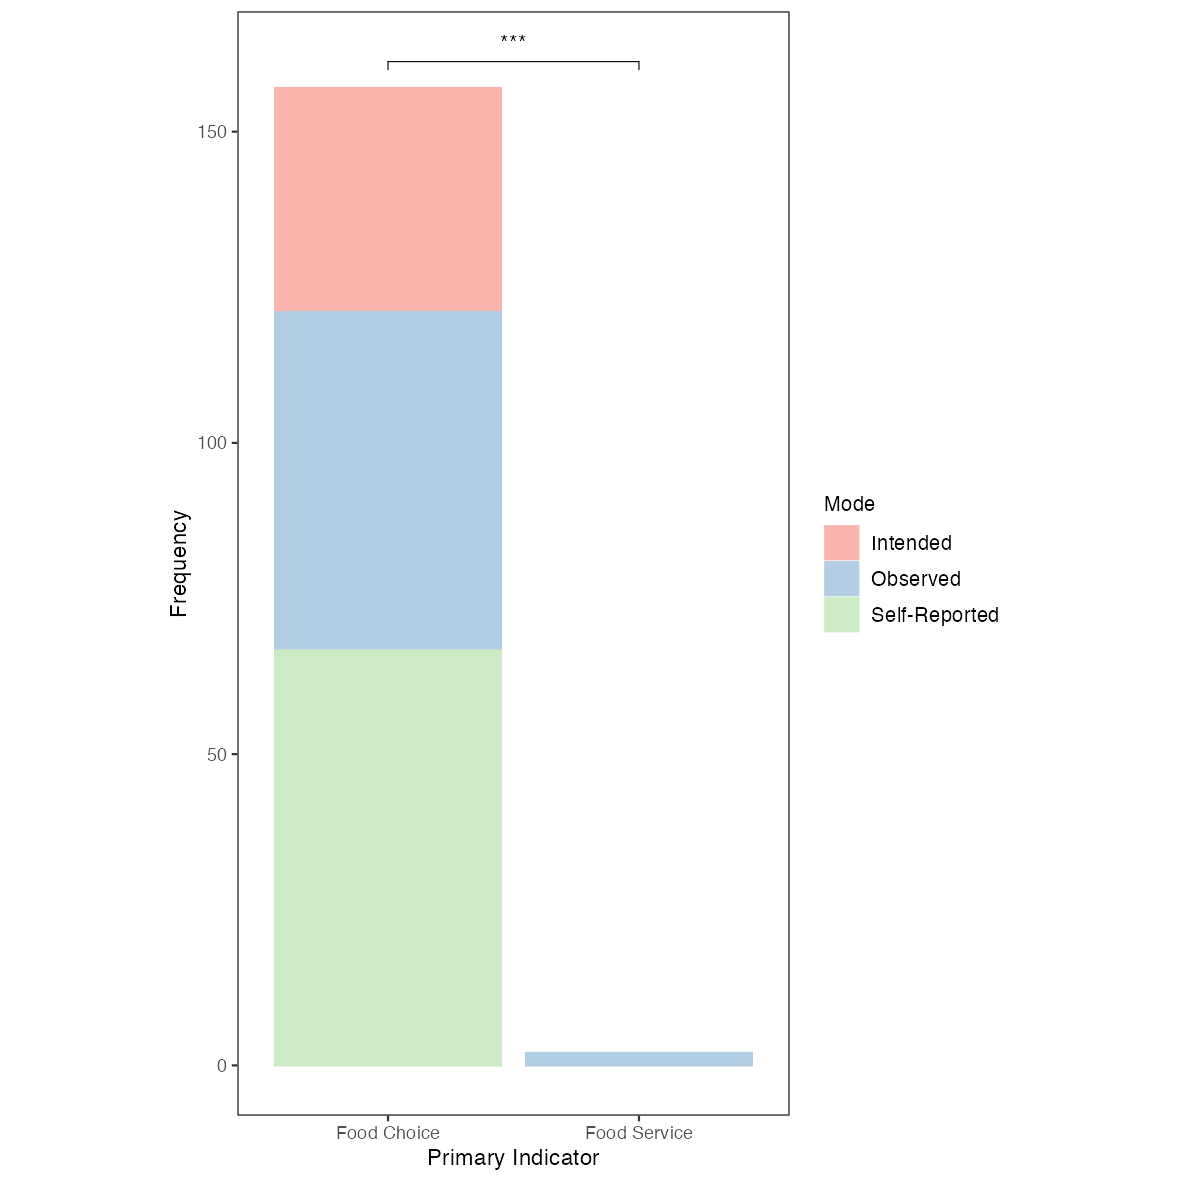 ***
150
100
50
0
Frequency
Food Choice
Food Service
Primary Indicator
Mode
Intended
Observed
Self-Reported